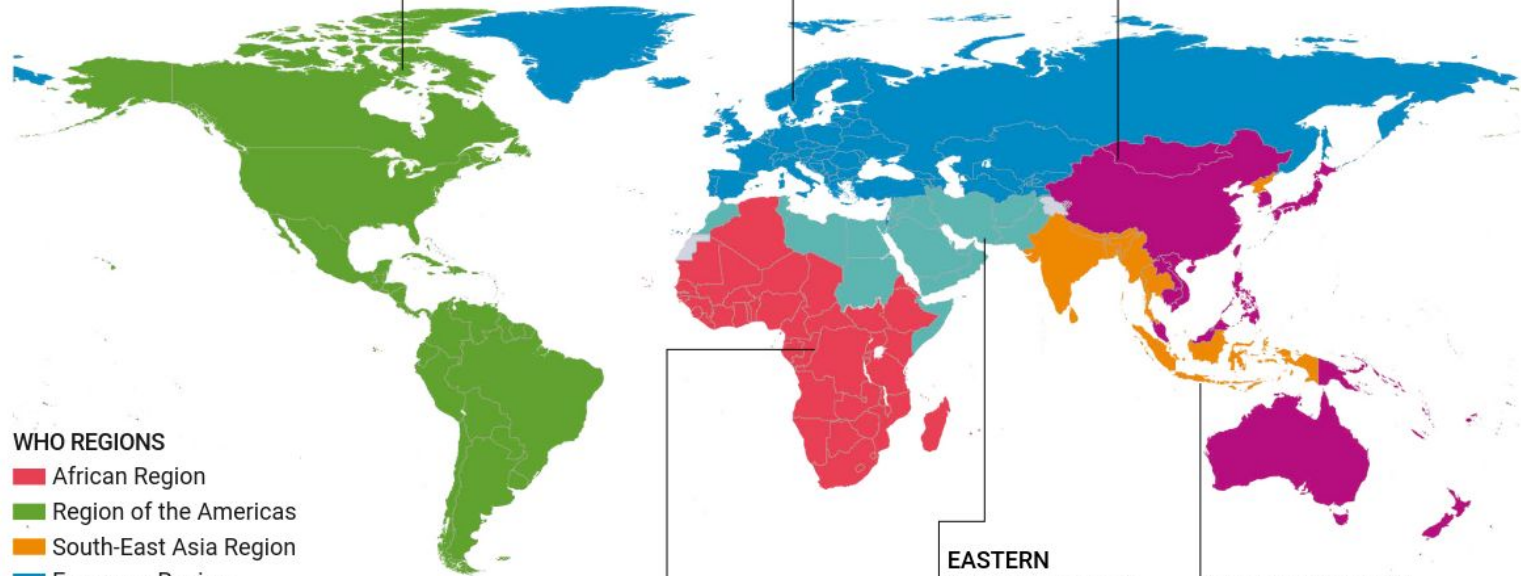 WHO REGIONS
African Region
Region of the Americas
South-East Asia Region
EASTERN